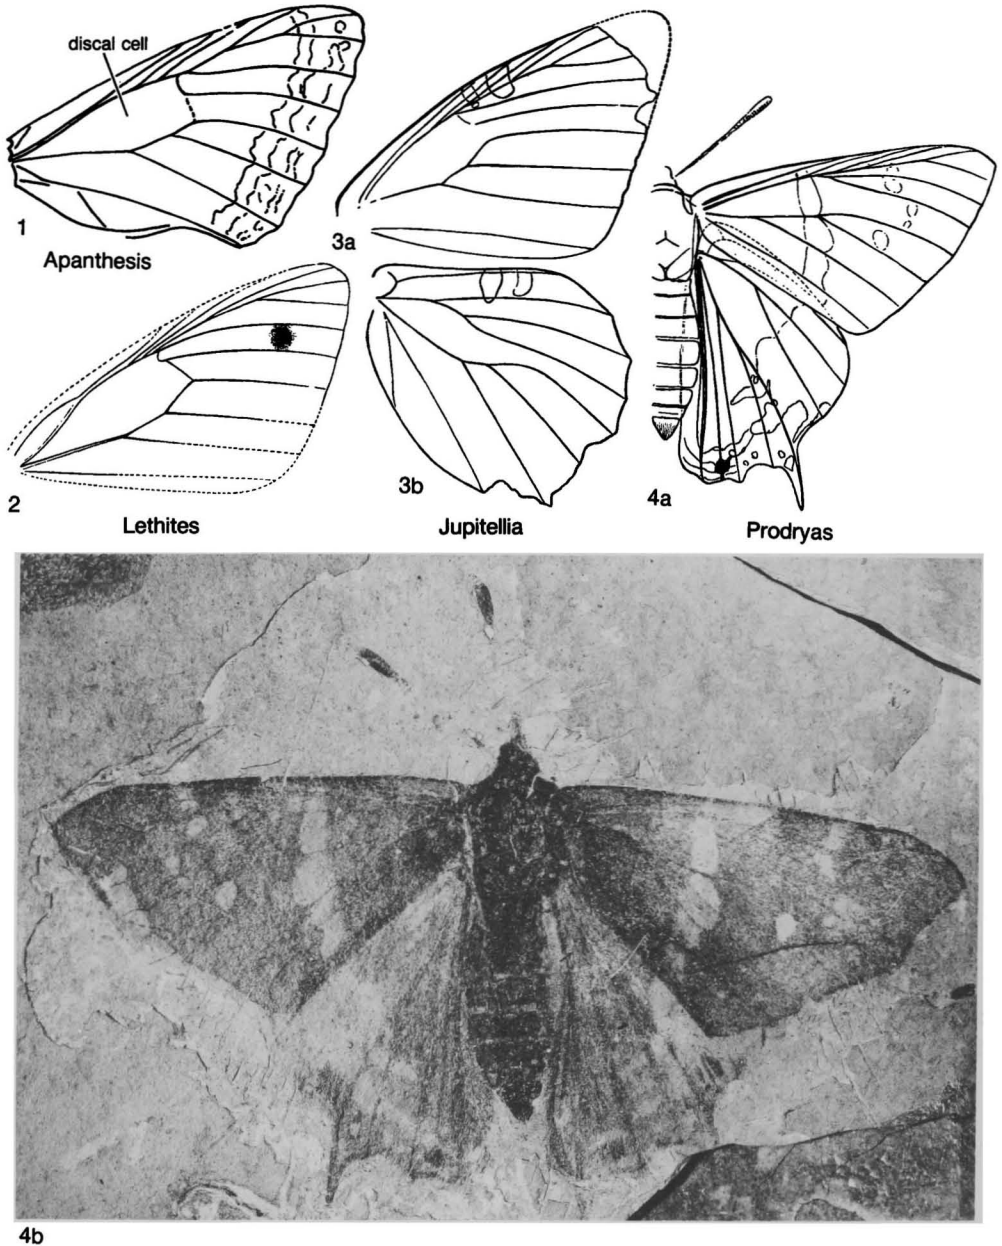 discal cell
1
Apanthesis
2
Lethites
3a
3b
Jupitellia
4a
Prodryas
4b